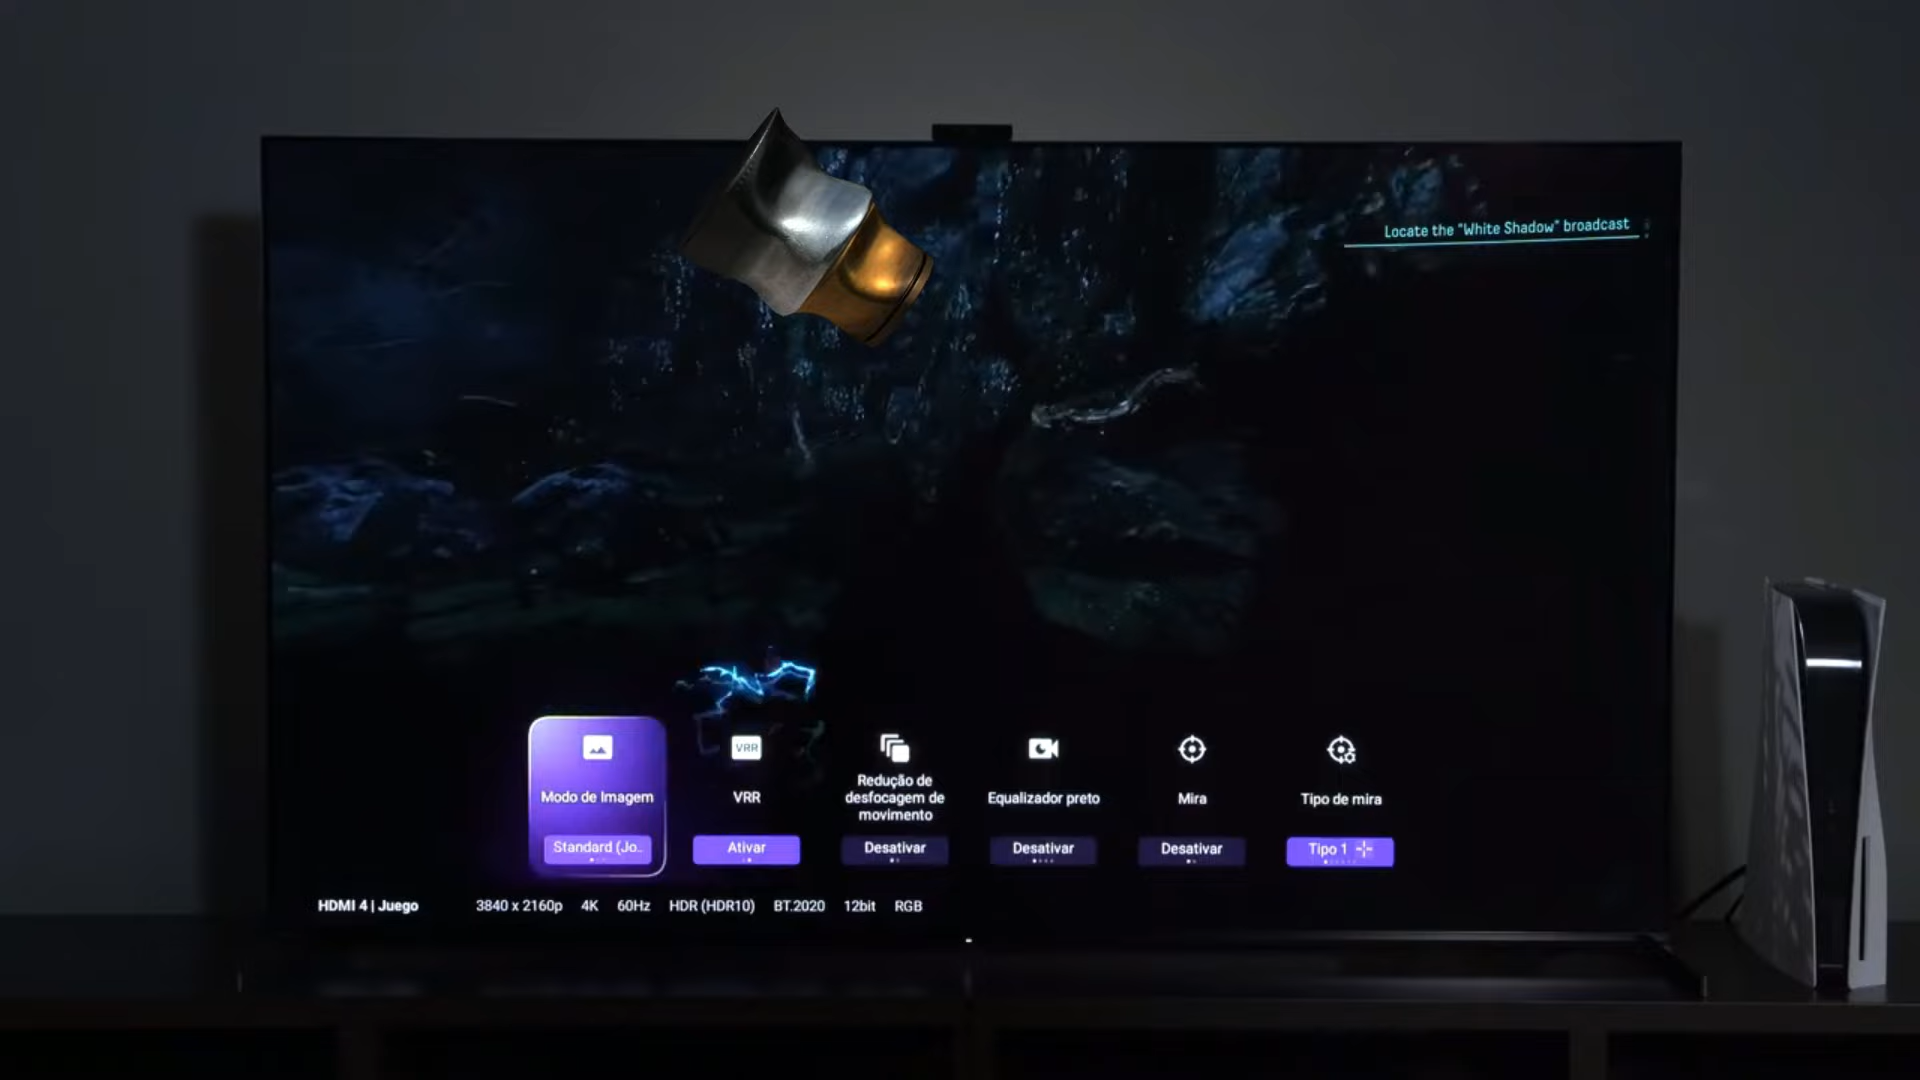 Locate the "White Shadow" broadcast
VRR
Modo de Imagem
VRR
Redução de
desfocagem de
movimento
Equalizador preto
Mira
Tipo de mira
Standard (Jo..
Ativar
Desativar
Desativar
Desativar
Tipo 1
HDMI 4 | Juego
3840 x 2160p 4K 60Hz HDR (HDR10) BT.2020 12bit RGB